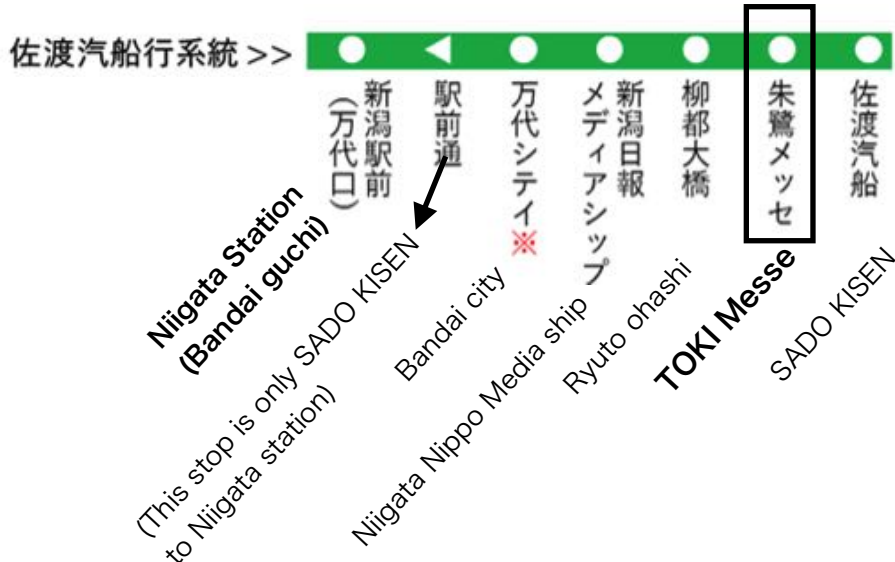 佐渡汽船行系統 >>
新潟駅前
(万代口)
駅前通
万代シテイ※
新潟日報
メディアシップ
柳都大橋
朱鷺メッセ
佐渡汽船
Niigata Station
(Bandai guchi)
(This stop is only SADO KISEN
to Niigata station)
Bandai city
Niigata Nippo Media ship
Ryuto ohashi
TOKI Messe
SADO KISEN